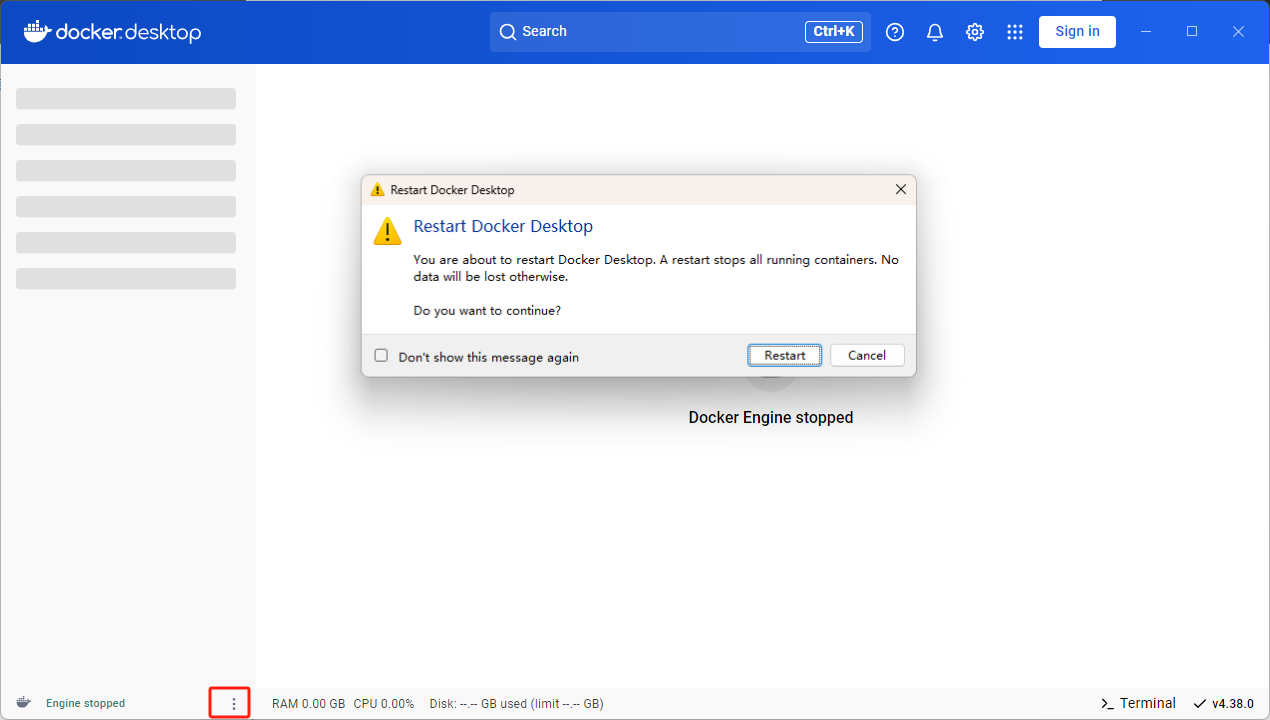 docker.desktop
Search
Ctrl+K
Sign in
Restart Docker Desktop
Restart Docker Desktop
You are about to restart Docker Desktop. A restart stops all running containers. No
data will be lost otherwise.
Do you want to continue?
Don't show this message again
Restart
Cancel
Docker Engine stopped
Engine stopped
RAM 0.00 GB CPU 0.00% Disk: --.-- GB used (limit --.-- GB)
Terminal
v4.38.0